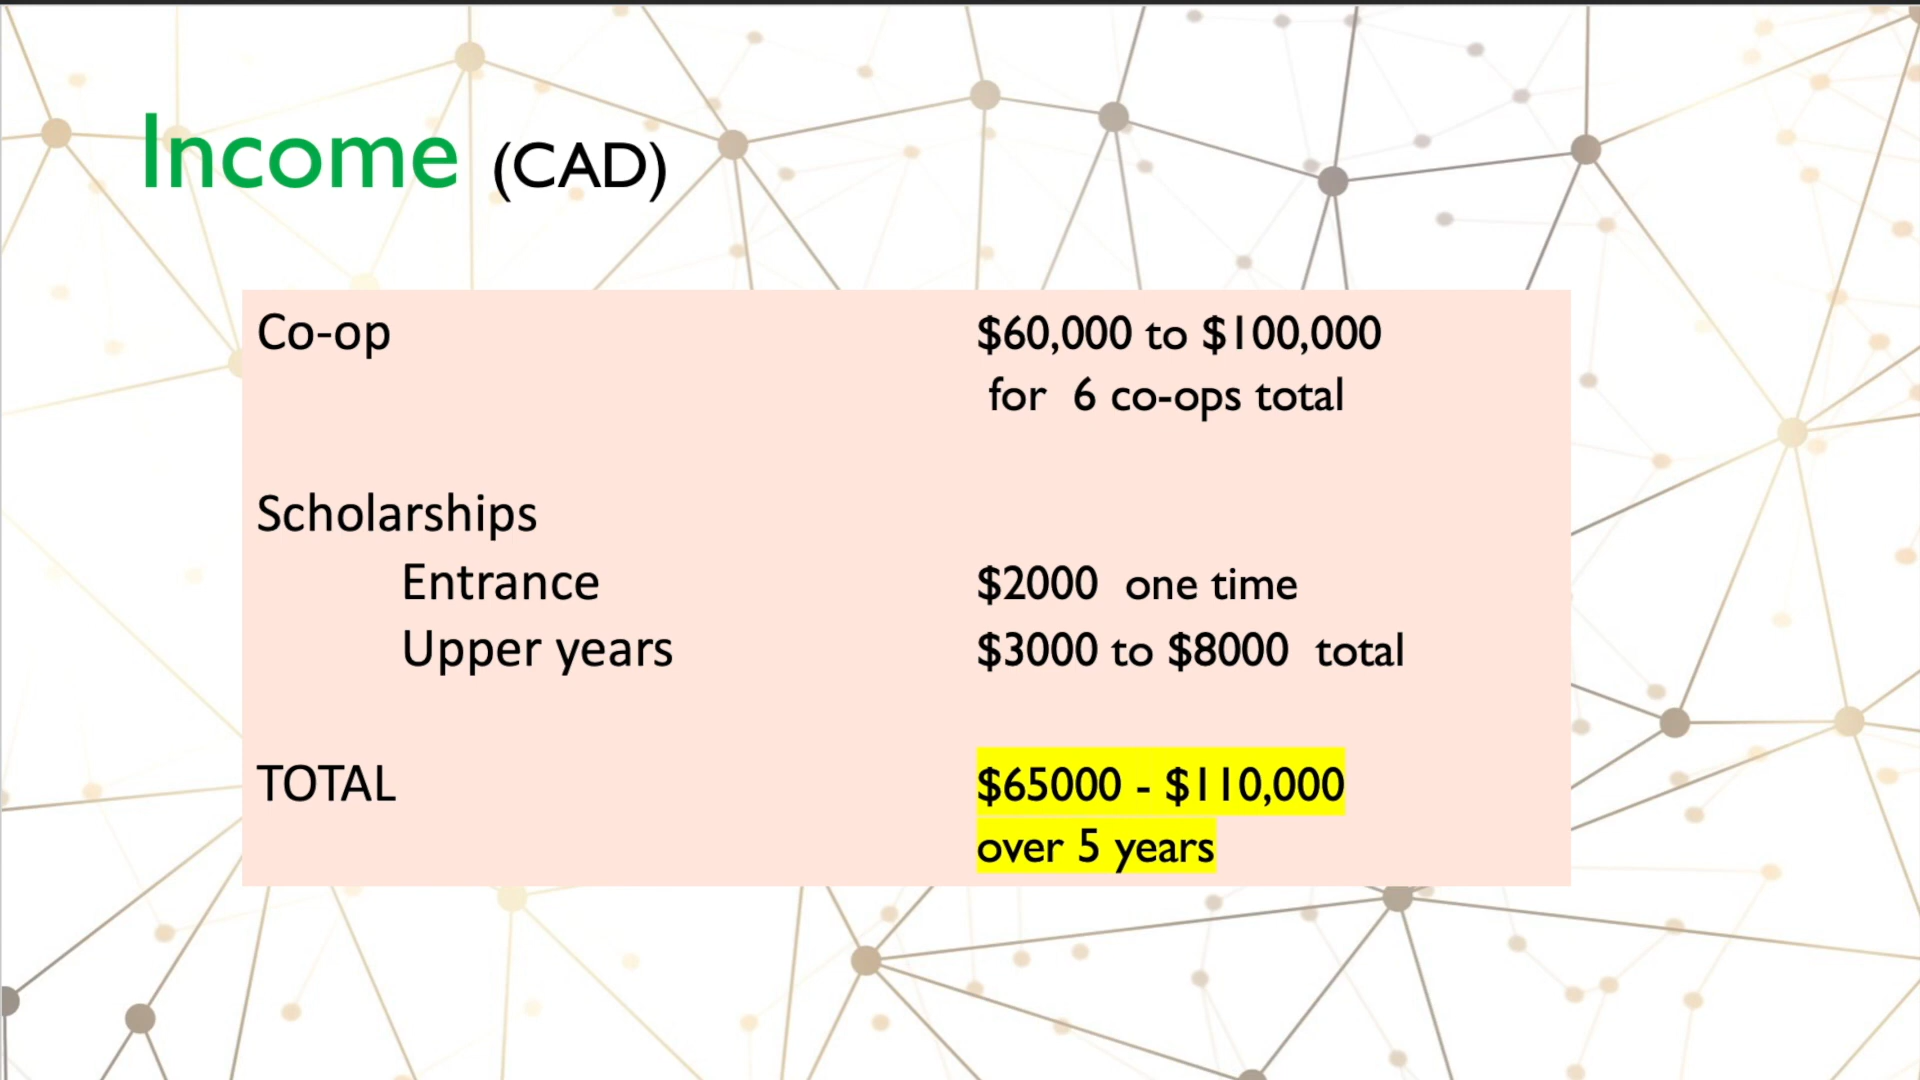 Income (CAD)
Co-op $60,000 to $100,000
for 6 co-ops total
Scholarships
Entrance $2000 one time
Upper years $3000 to $8000 total
TOTAL $65000 - $110,000
over 5 years